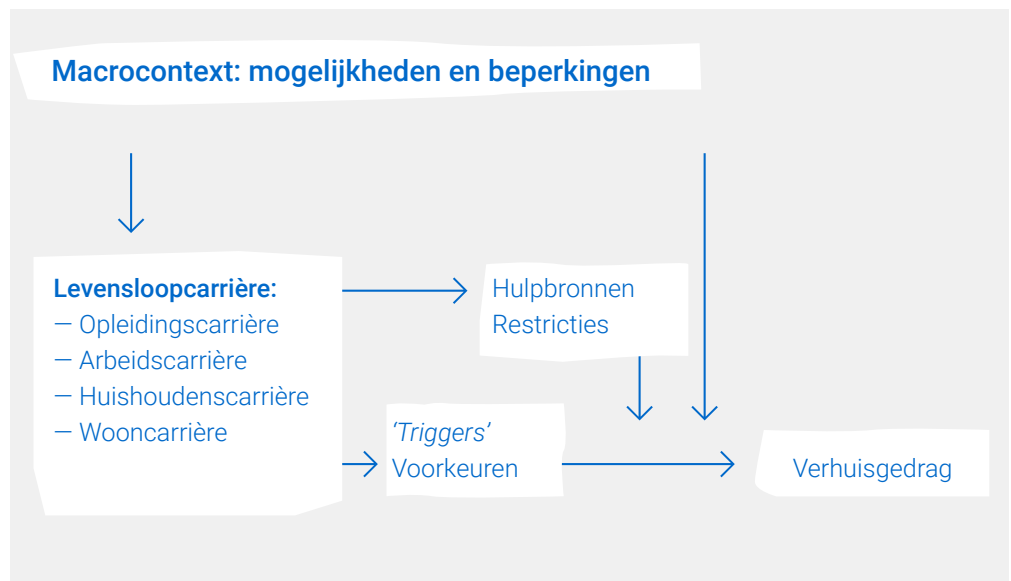 Macrocontext: mogelijkheden en beperkingen
Levensloopcarrière:
— Opleidingscarrière
— Arbeidscarrière
— Huishoudenscarrière
— Wooncarrière
Hulpbronnen
Restricties
‘Triggers’
Voorkeuren
Verhuisgedrag